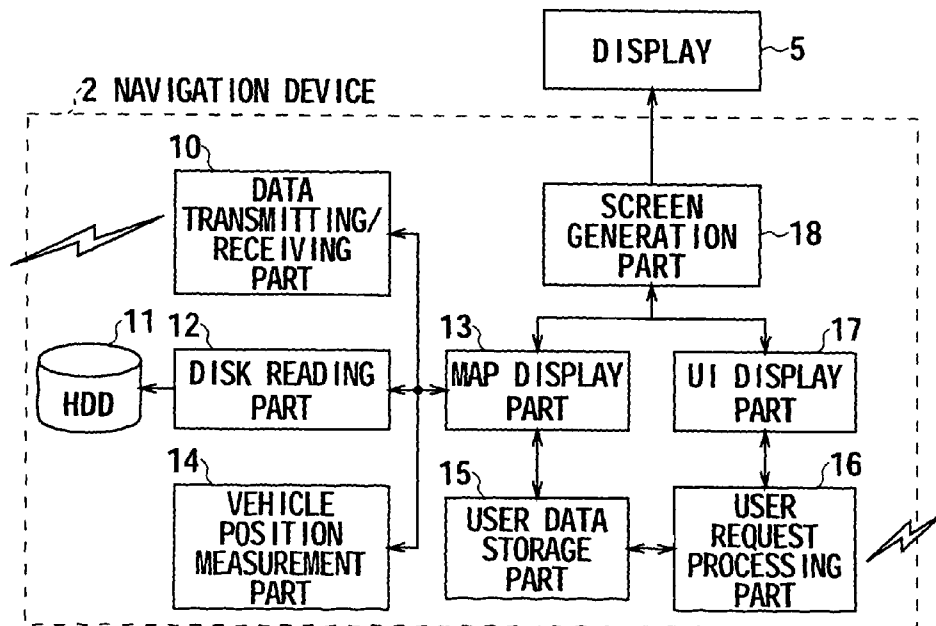 DISPLAY
5
2 NAVIGATION DEVICE
10
DATA
TRANSMITTING/
RECEIVING
PART
SCREEN
GENERATION
PART
18
11
HDD
12
DISK READING
PART
13
MAP DISPLAY
PART
17
UI DISPLAY
PART
14
VEHICLE
POSITION
MEASUREMENT
PART
15
USER DATA
STORAGE
PART
16
USER
REQUEST
PROCESSING
PART